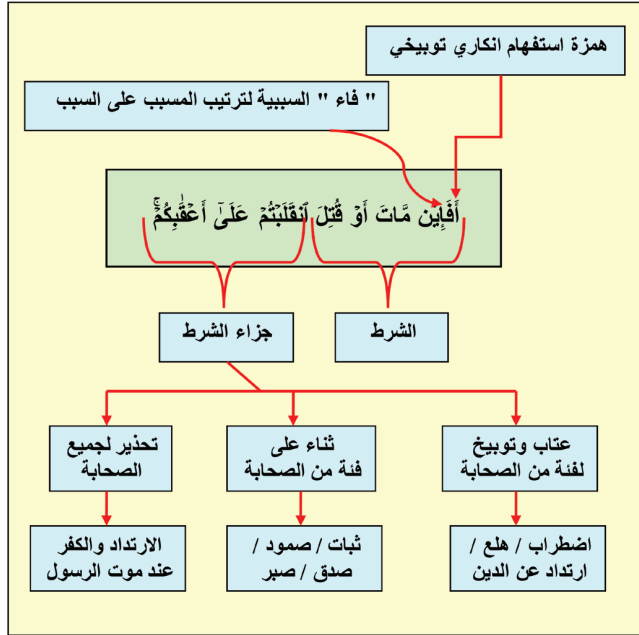 همزة استفهام انكاري توبيخي
" فاء " السببية لترتيب المسبب على السبب
أَفَإِي۟ن مَّاتَ أَوْ قُتِلَ ٱنقَلَبْتُمْ عَلَىٰٓ أَعْقَٰبِكُمْ ۚ
الشرط
جزاء الشرط
عتاب وتوبيخ
لفئة من الصحابة
ثناء على
فئة من الصحابة
تحذير لجميع
الصحابة
اضطراب / هلع /
ارتداد عن الدين
ثبات / صمود /
صدق / صبر
الارتداد والكفر
عند موت الرسول